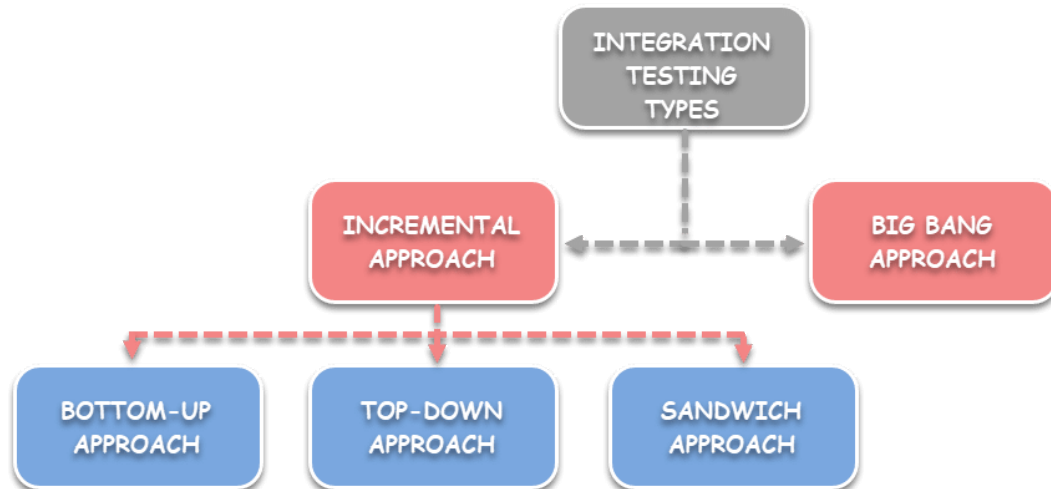 INTEGRATION
TESTING
TYPES
INCREMENTAL
APPROACH
BIG BANG
APPROACH
BOTTOM-UP
APPROACH
TOP-DOWN
APPROACH
SANDWICH
APPROACH